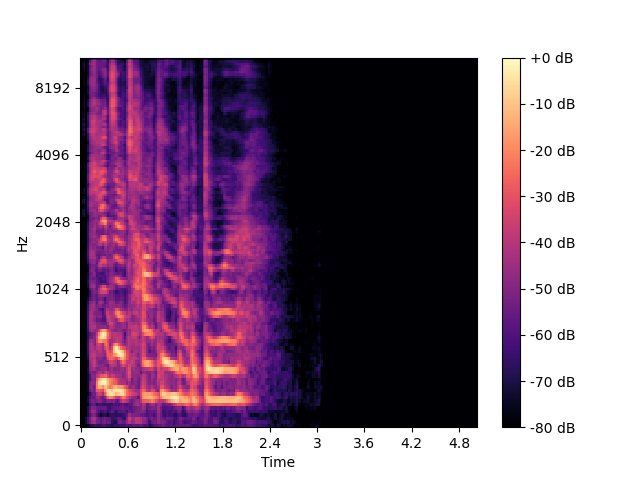 +0 dB
8192
-10 dB
4096
-20 dB
-30 dB
2048
Hz
-40 dB
1024
-50 dB
-60 dB
512
-70 dB
0
-80 dB
0 0.6 1.2 1.8 2.4 3 3.6 4.2 4.8
Time